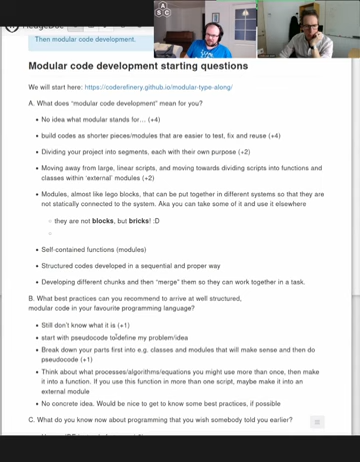 Then modular code development.
Modular code development starting questions
We will start here: https://coderefinery.github.io/modular-type-along/
A. What does "modular code development" mean for you?
• No idea what modular stands for... (+4)
• build codes as shorter pieces/modules that are easier to test, fix and reuse (+4)
• Dividing your project into segments, each with their own purpose (+2)
• Moving away from large, linear scripts, and moving towards dividing scripts into functions and
classes within 'external' modules (+2)
• Modules, almost like lego blocks, that can be put together in different systems so that they are
not statically connected to the system. Aka you can take some of it and use it elsewhere
they are not blocks, but bricks! :D
• Self-contained functions (modules)
• Structured codes developed in a sequential and proper way
• Developing different chunks and then "merge" them so they can work together in a task.
B. What best practices can you recommend to arrive at well structured,
modular code in your favourite programming language?
• Still don't know what it is (+1)
• start with pseudocode to define my problem/idea
• Break down your parts first into e.g. classes and modules that will make sense and then do
pseudocode (+1)
• Think about what processes/algorithms/equations you might use more than once, then make
it into a function. If you use this function in more than one script, maybe make it into an
external module
• No concrete idea. Would be nice to get to know some best practices, if possible
C. What do you know now about programming that you wish somebody told you earlier?